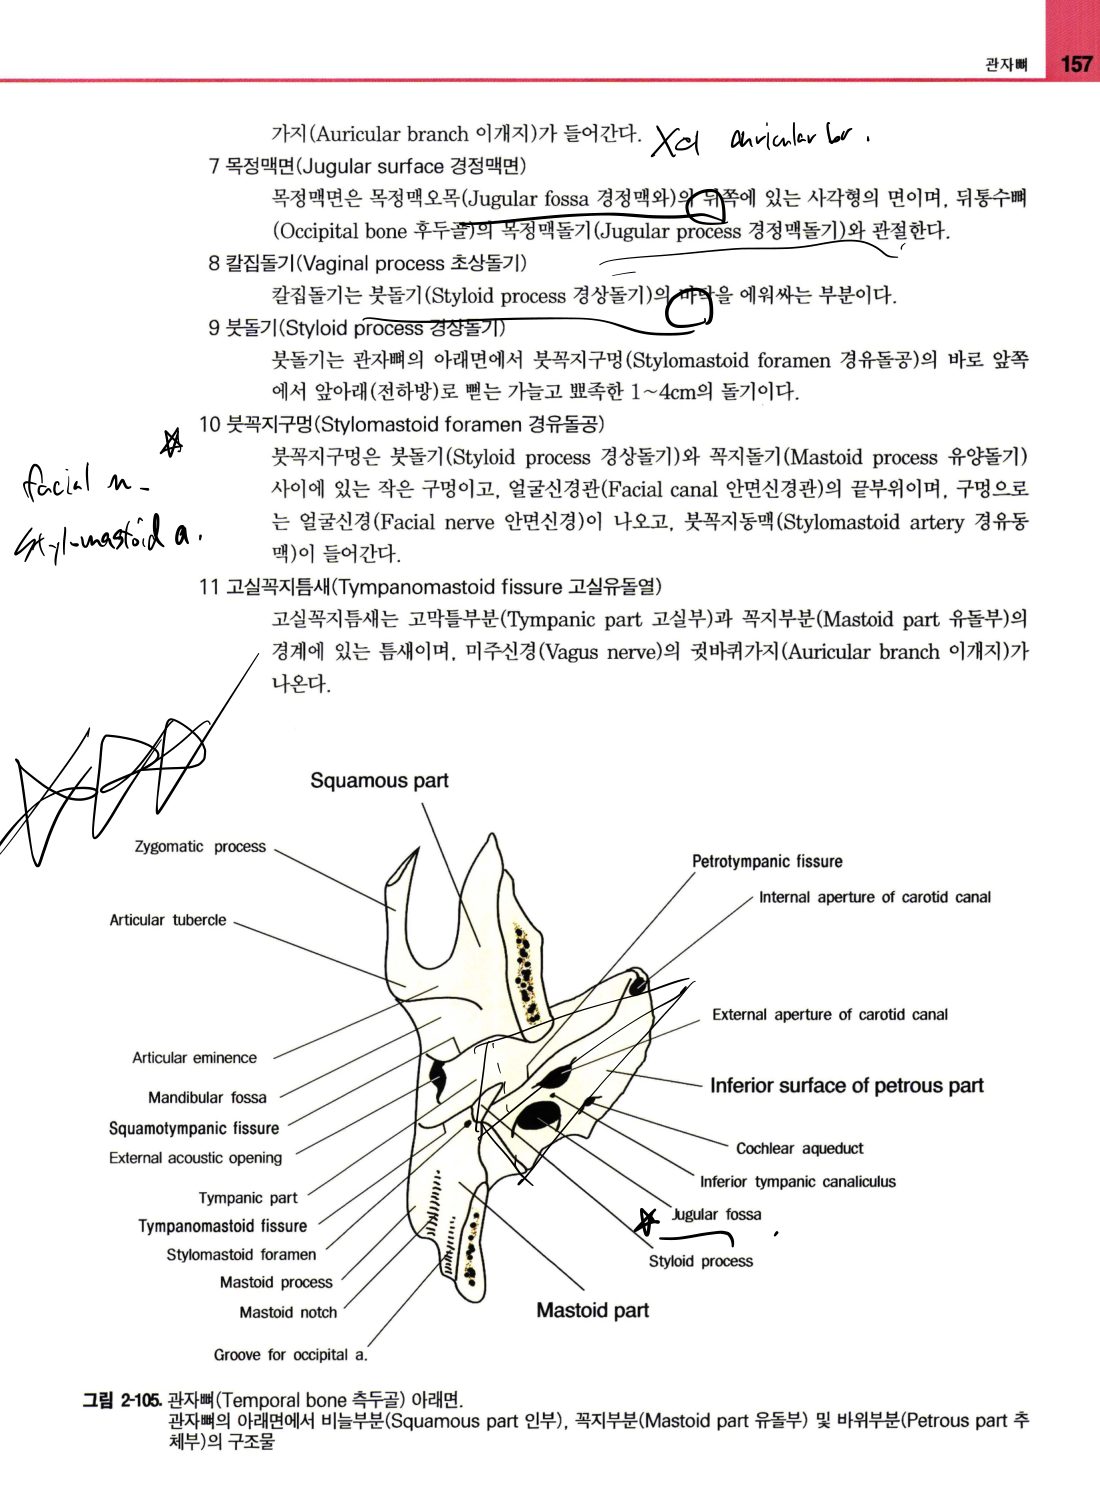 관자뼈 157
가지(Auricular branch 이개지)가 들어간다. auricular br.
7 목정맥면(Jugular surface 경정맥면)
목정맥면은 목정맥오목(Jugular fossa 경정맥와)의 뒤쪽에 있는 사각형의 면이며, 뒤통수뼈
(Occipital bone 후두골)의 목정맥돌기(Jugular process 경정맥돌기)와 관절한다.
8 칼집돌기(Vaginal process 초상돌기)
칼집돌기는 붓돌기(Styloid process 경상돌기)의 바닥을 에워싸는 부분이다.
9 붓돌기(Styloid process 경상돌기)
붓돌기는 관자뼈의 아래면에서 붓꼭지구멍(Stylomastoid foramen 경유돌공)의 바로 앞쪽
에서 앞아래(전하방)로 뻗는 가늘고 뾰족한 1~4cm의 돌기이다.
10 붓꼭지구멍(Stylomastoid foramen 경유돌공)
붓꼭지구멍은 붓돌기(Styloid process 경상돌기)와 꼭지돌기(Mastoid process 유양돌기)
facial n.
사이에 있는 작은 구멍이고, 얼굴신경관(Facial canal 안면신경관)의 끝부위이며, 구멍으로
는 얼굴신경(Facial nerve 안면신경)이 나오고, 붓꼭지동맥(Stylomastoid artery 경유동
stylomastoid a.
맥)이 들어간다.
11 고실꼭지틈새(Tympanomastoid fissure 고실유돌열)
고실꼭지틈새는 고막틀부분(Tympanic part 고실부)과 꼭지부분(Mastoid part 유돌부)의
경계에 있는 틈새이며, 미주신경(Vagus nerve)의 귓바퀴가지(Auricular branch 이개지)가
나온다.
Squamous part
Zygomatic process
Petrotympanic fissure
Internal aperture of carotid canal
Articular tubercle
External aperture of carotid canal
Articular eminence
Inferior surface of petrous part
Mandibular fossa
Squamotympanic fissure
Cochlear aqueduct
External acoustic opening
Inferior tympanic canaliculus
Tympanic part
Jugular fossa
Tympanomastoid fissure
Stylomastoid foramen
Styloid process
Mastoid process
Mastoid notch
Mastoid part
Groove for occipital a.
그림 2-105. 관자뼈(Temporal bone 측두골) 아래면.
관자뼈의 아래면에서 비늘부분(Squamous part 인부), 꼭지부분(Mastoid part 유돌부) 및 바위부분(Petrous part 추
체부)의 구조물